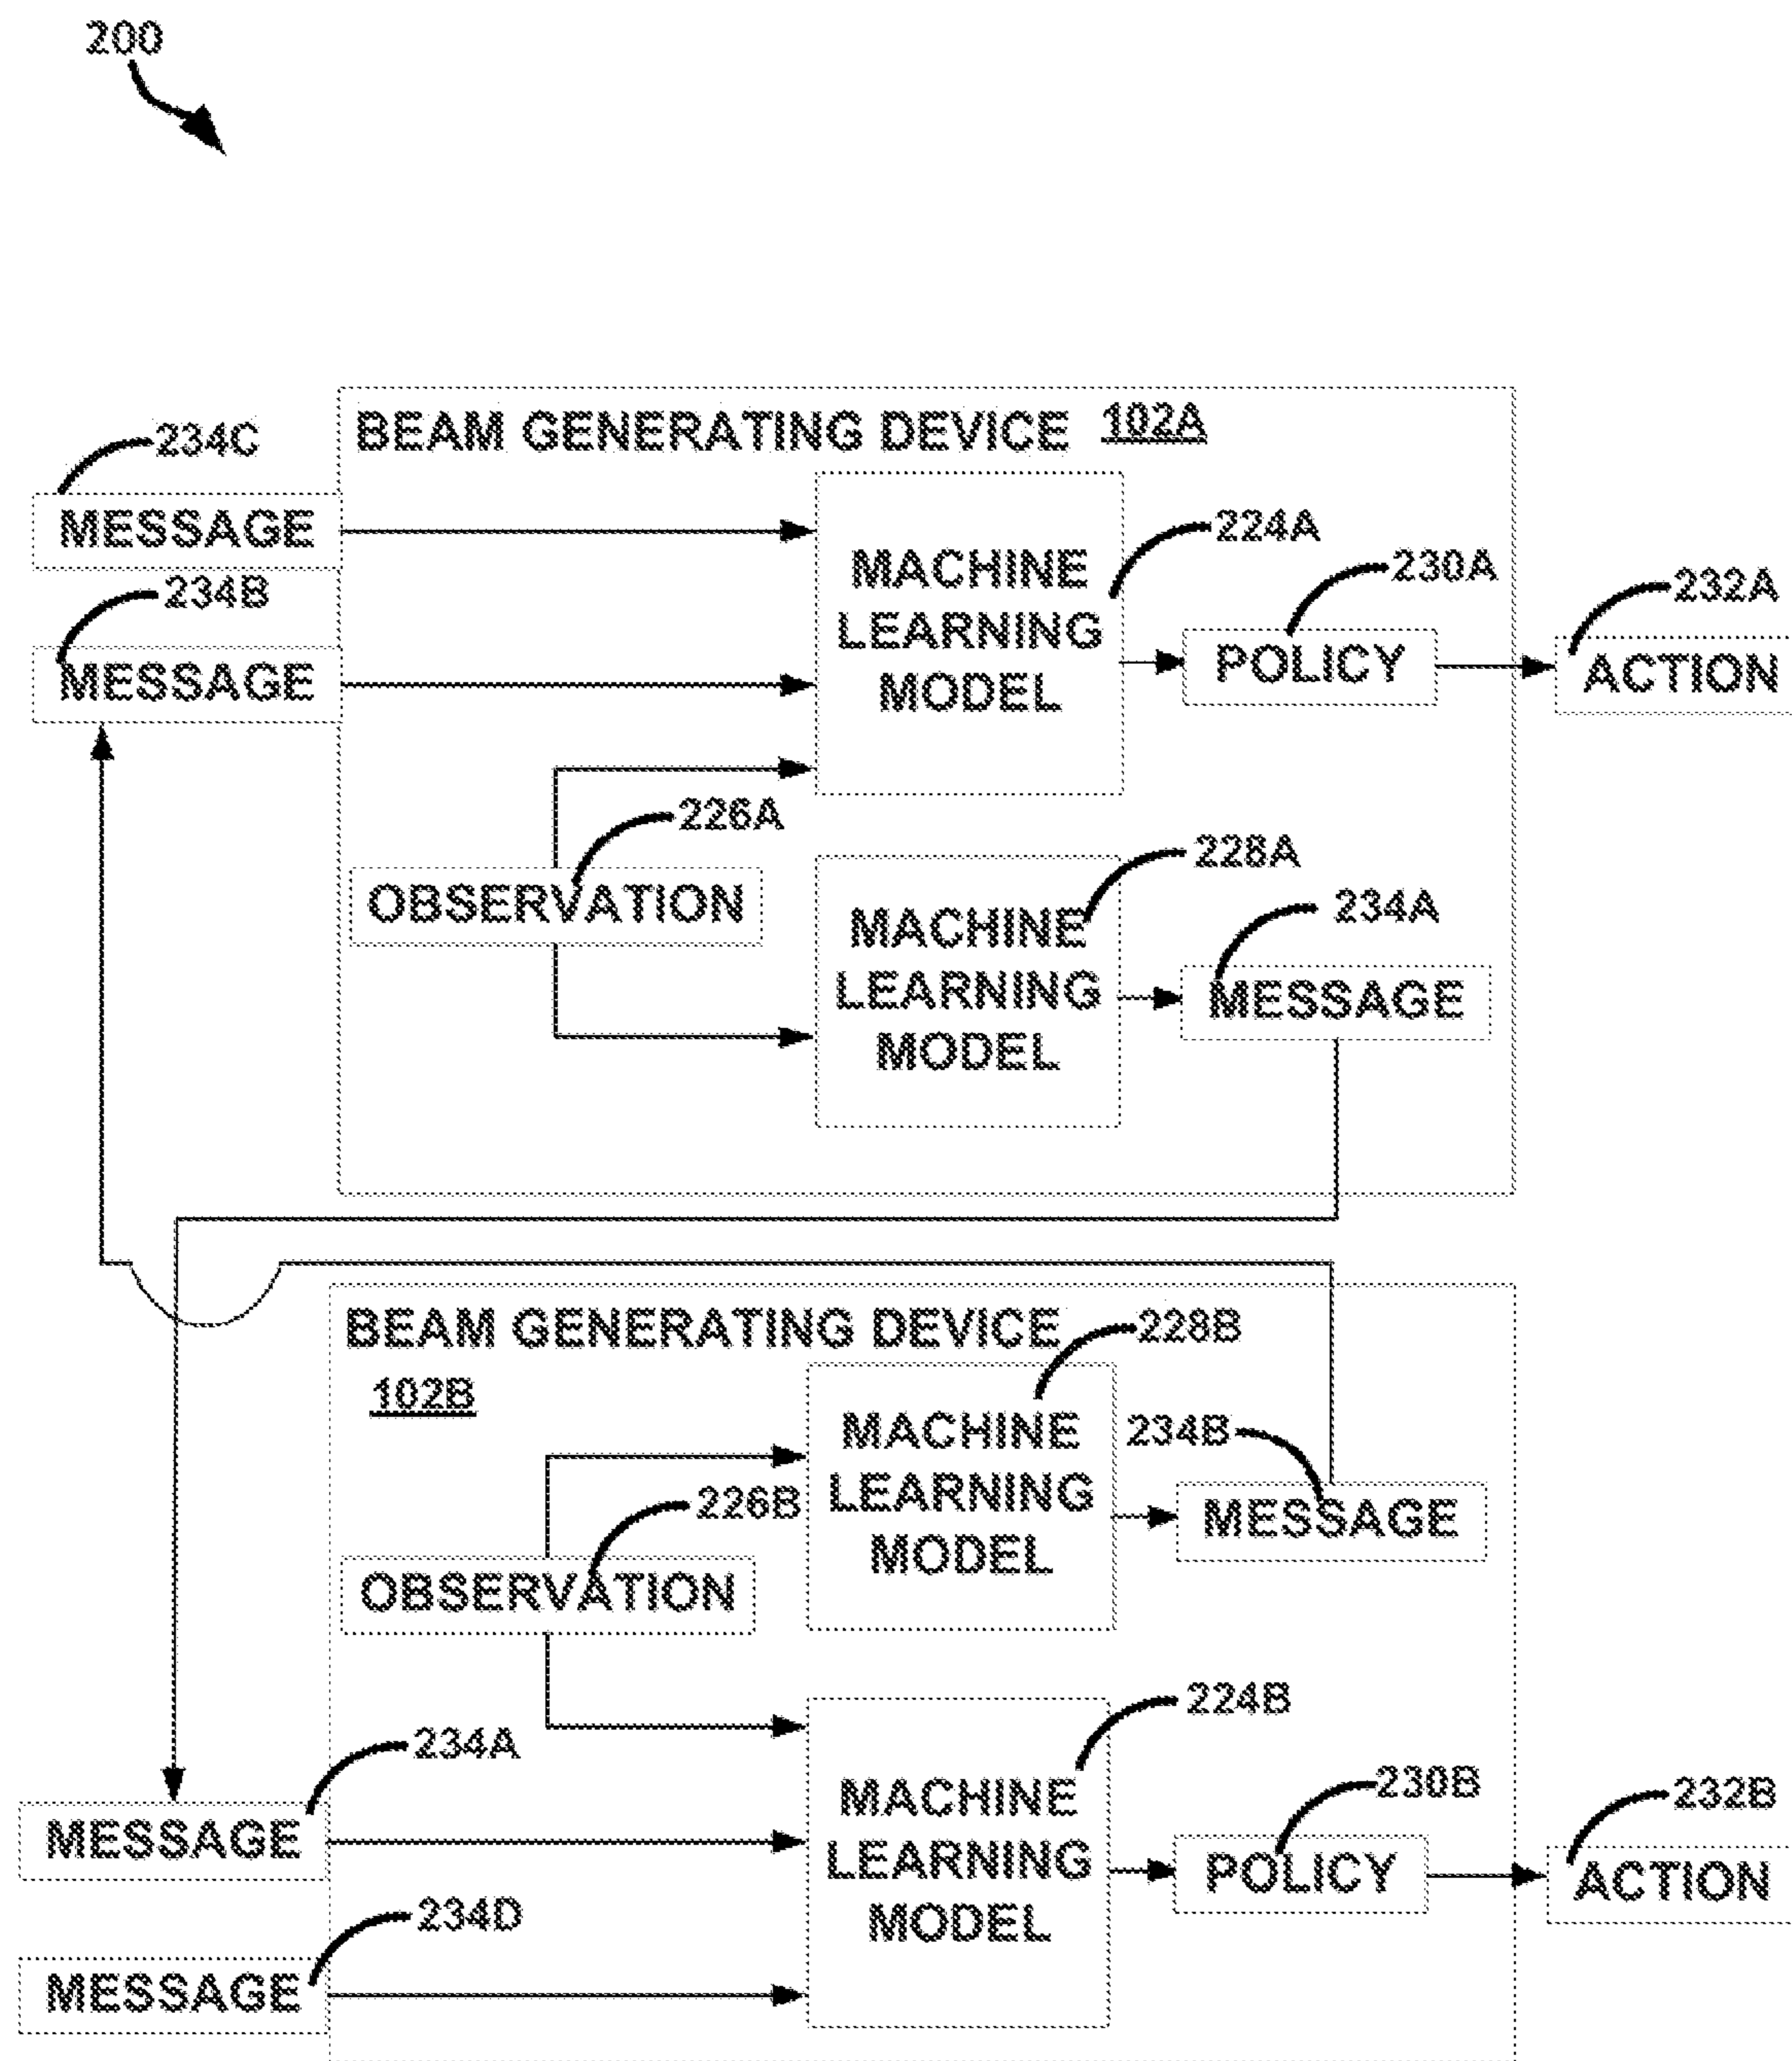 200
BEAM GENERATING DEVICE 102A
234C
MESSAGE
234B
MESSAGE
MACHINE
LEARNING
MODEL
224A
230A
POLICY
232A
ACTION
226A
OBSERVATION
228A
MACHINE
LEARNING
MODEL
234A
MESSAGE
BEAM GENERATING DEVICE
102B
228B
MACHINE
LEARNING
MODEL
234B
MESSAGE
226B
OBSERVATION
224B
MACHINE
LEARNING
MODEL
234A
MESSAGE
230B
POLICY
232B
ACTION
234D
MESSAGE